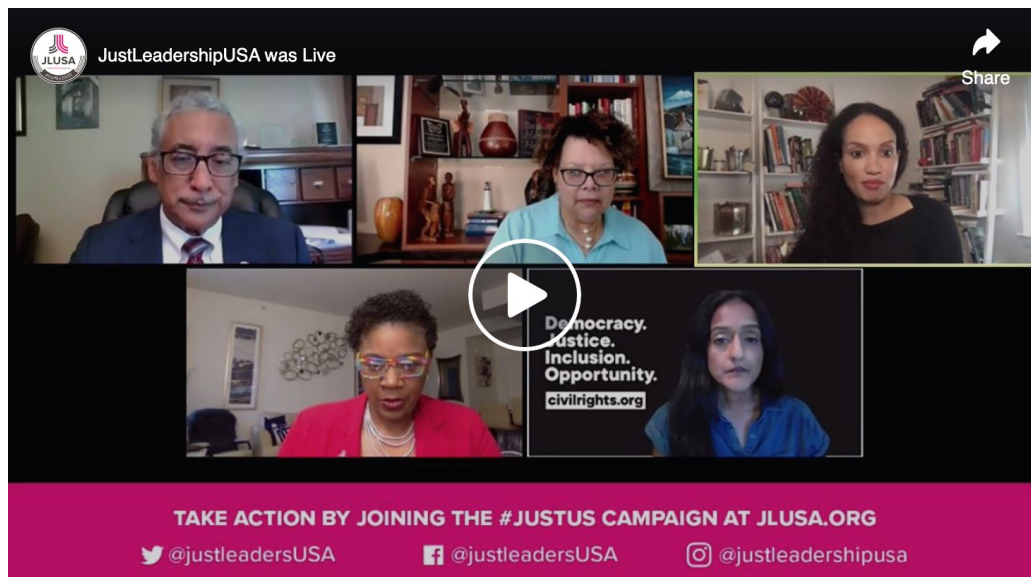 JLUSA
JustLeadershipUSA was Live
Share
Democracy.
Justice.
Inclusion.
Opportunity.
civilrights.org
TAKE ACTION BY JOINING THE #JUSTUS CAMPAIGN AT JLUSA.ORG
@justleadersUSA
@justleadersUSA
@justleadershipusa